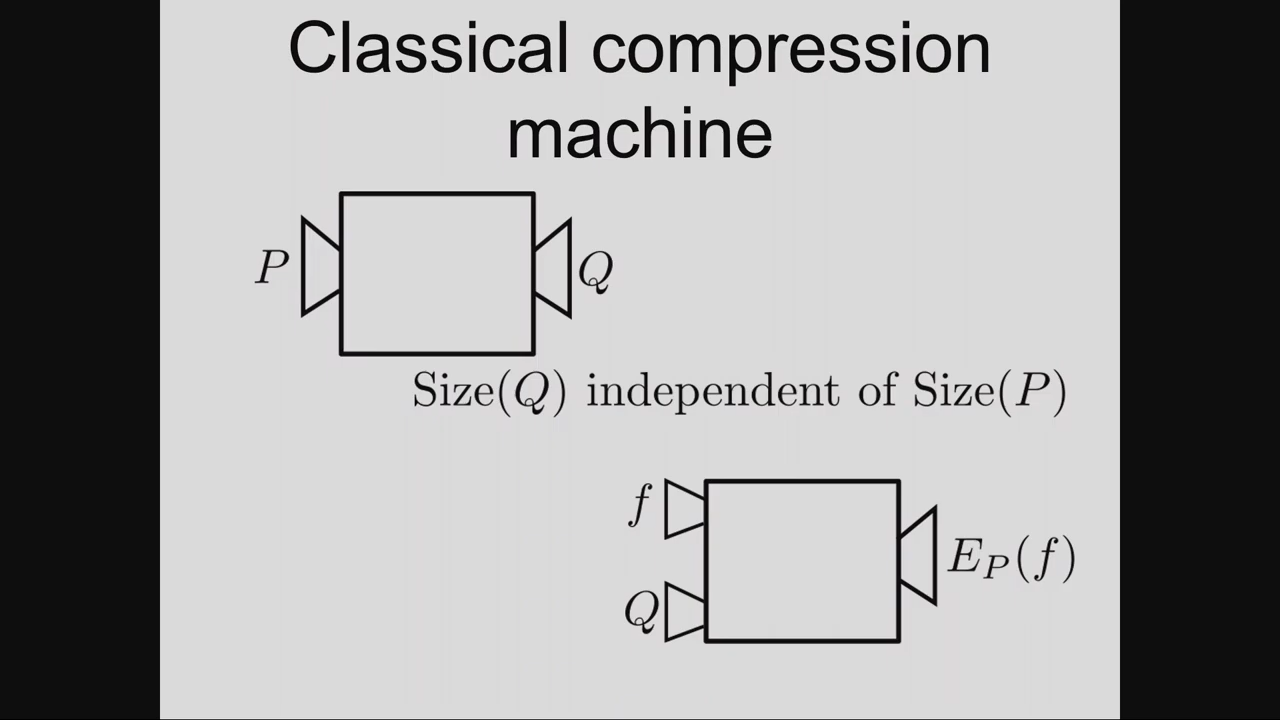 Classical compression
machine
P
Q
Size(Q) independent of Size(P)
f
Q
E_P(f)